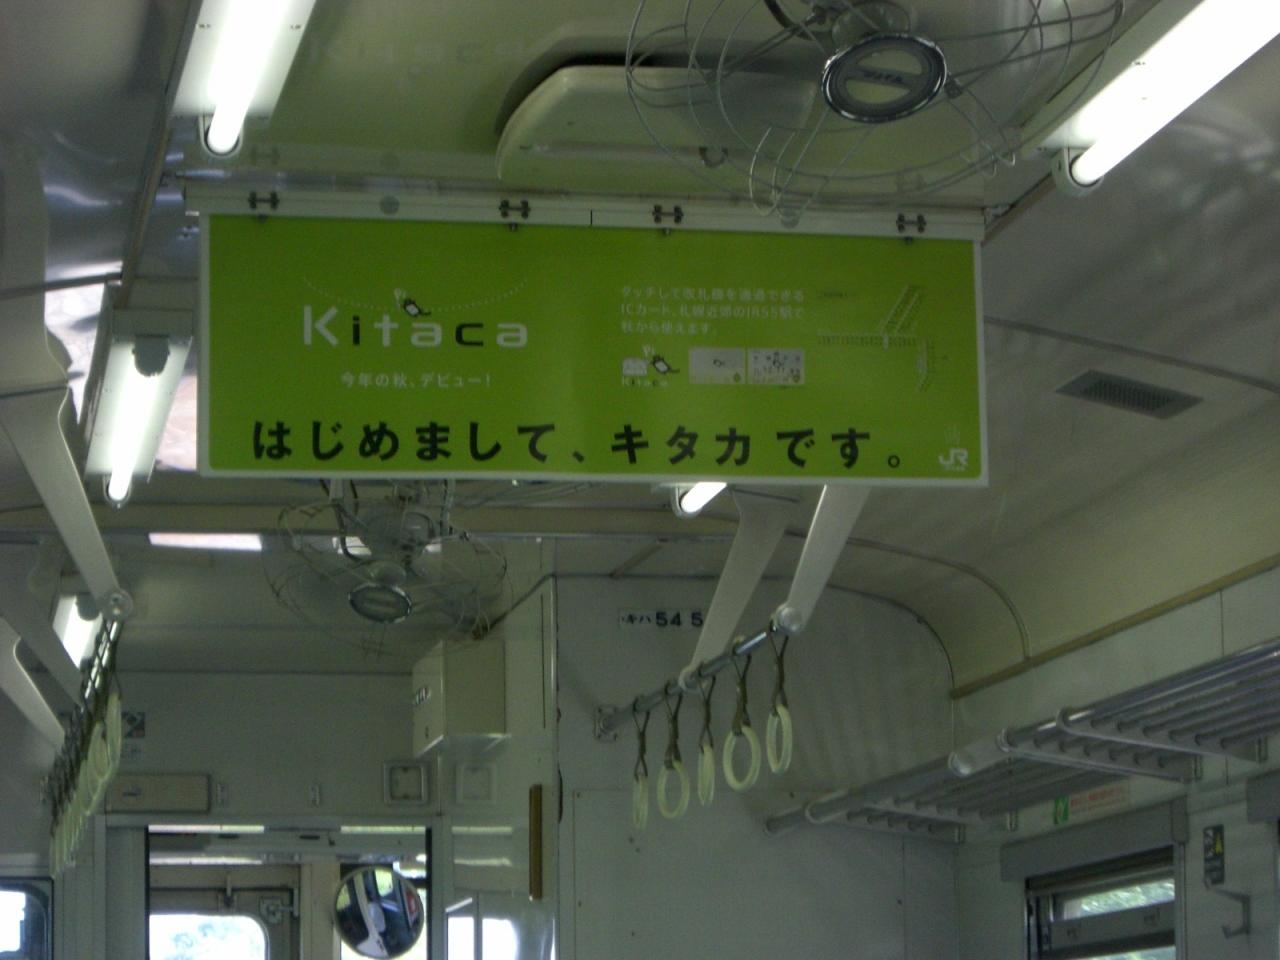 Kitaca
今年の秋、デビュー!
タッチして改札機を通過できる
ICカード、札幌近郊のJR55駅で
秋から使えます。
Kitaca
はじめまして、キタカです。
JR
キハ 54 5